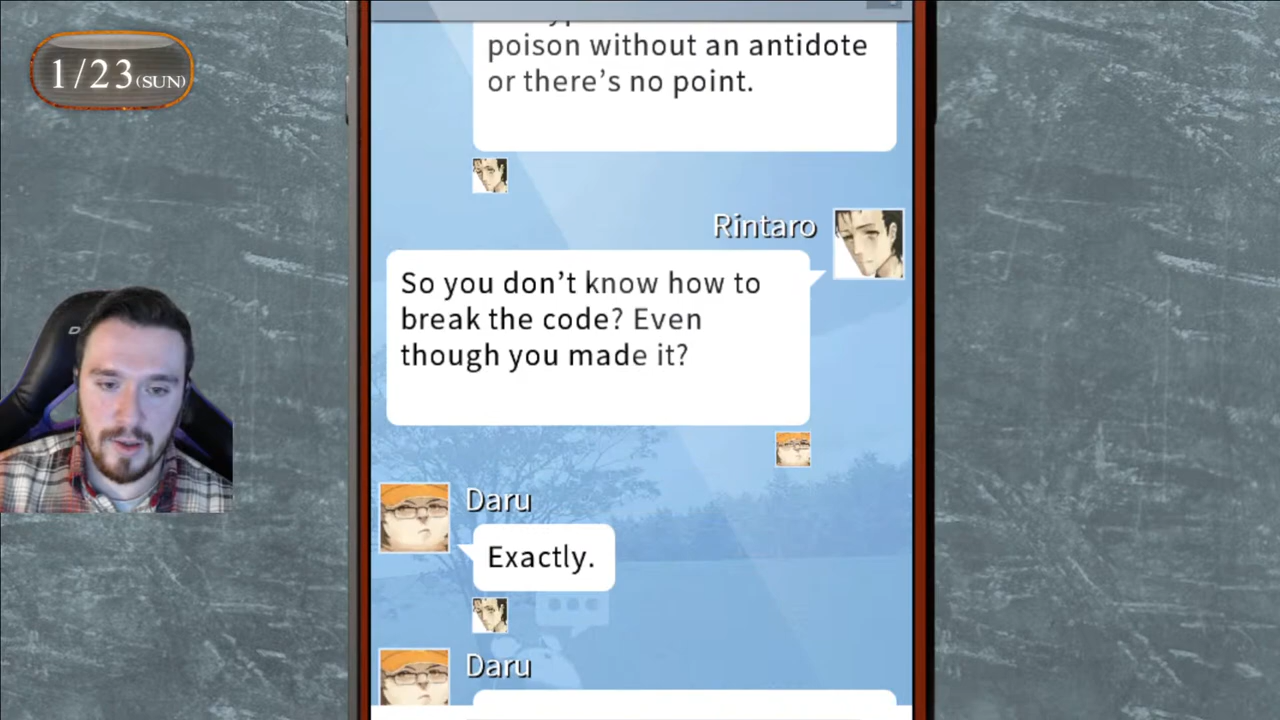 1/23(SUN)
poison without an antidote
or there's no point.
Rintaro
So you don't know how to
break the code? Even
though you made it?
Daru
Exactly.
Daru